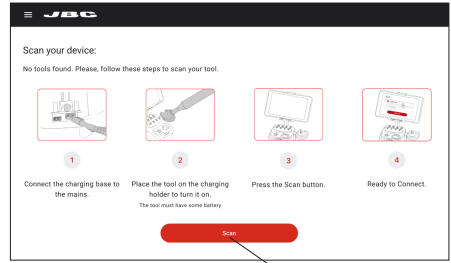 JBC
Scan your device:
No tools found. Please, follow these steps to scan your tool.
1
2
3
4
Connect the charging base to
the mains.
Place the tool on the charging
holder to turn it on.
The tool must have some battery
Press the Scan button.
Ready to Connect.
Scan